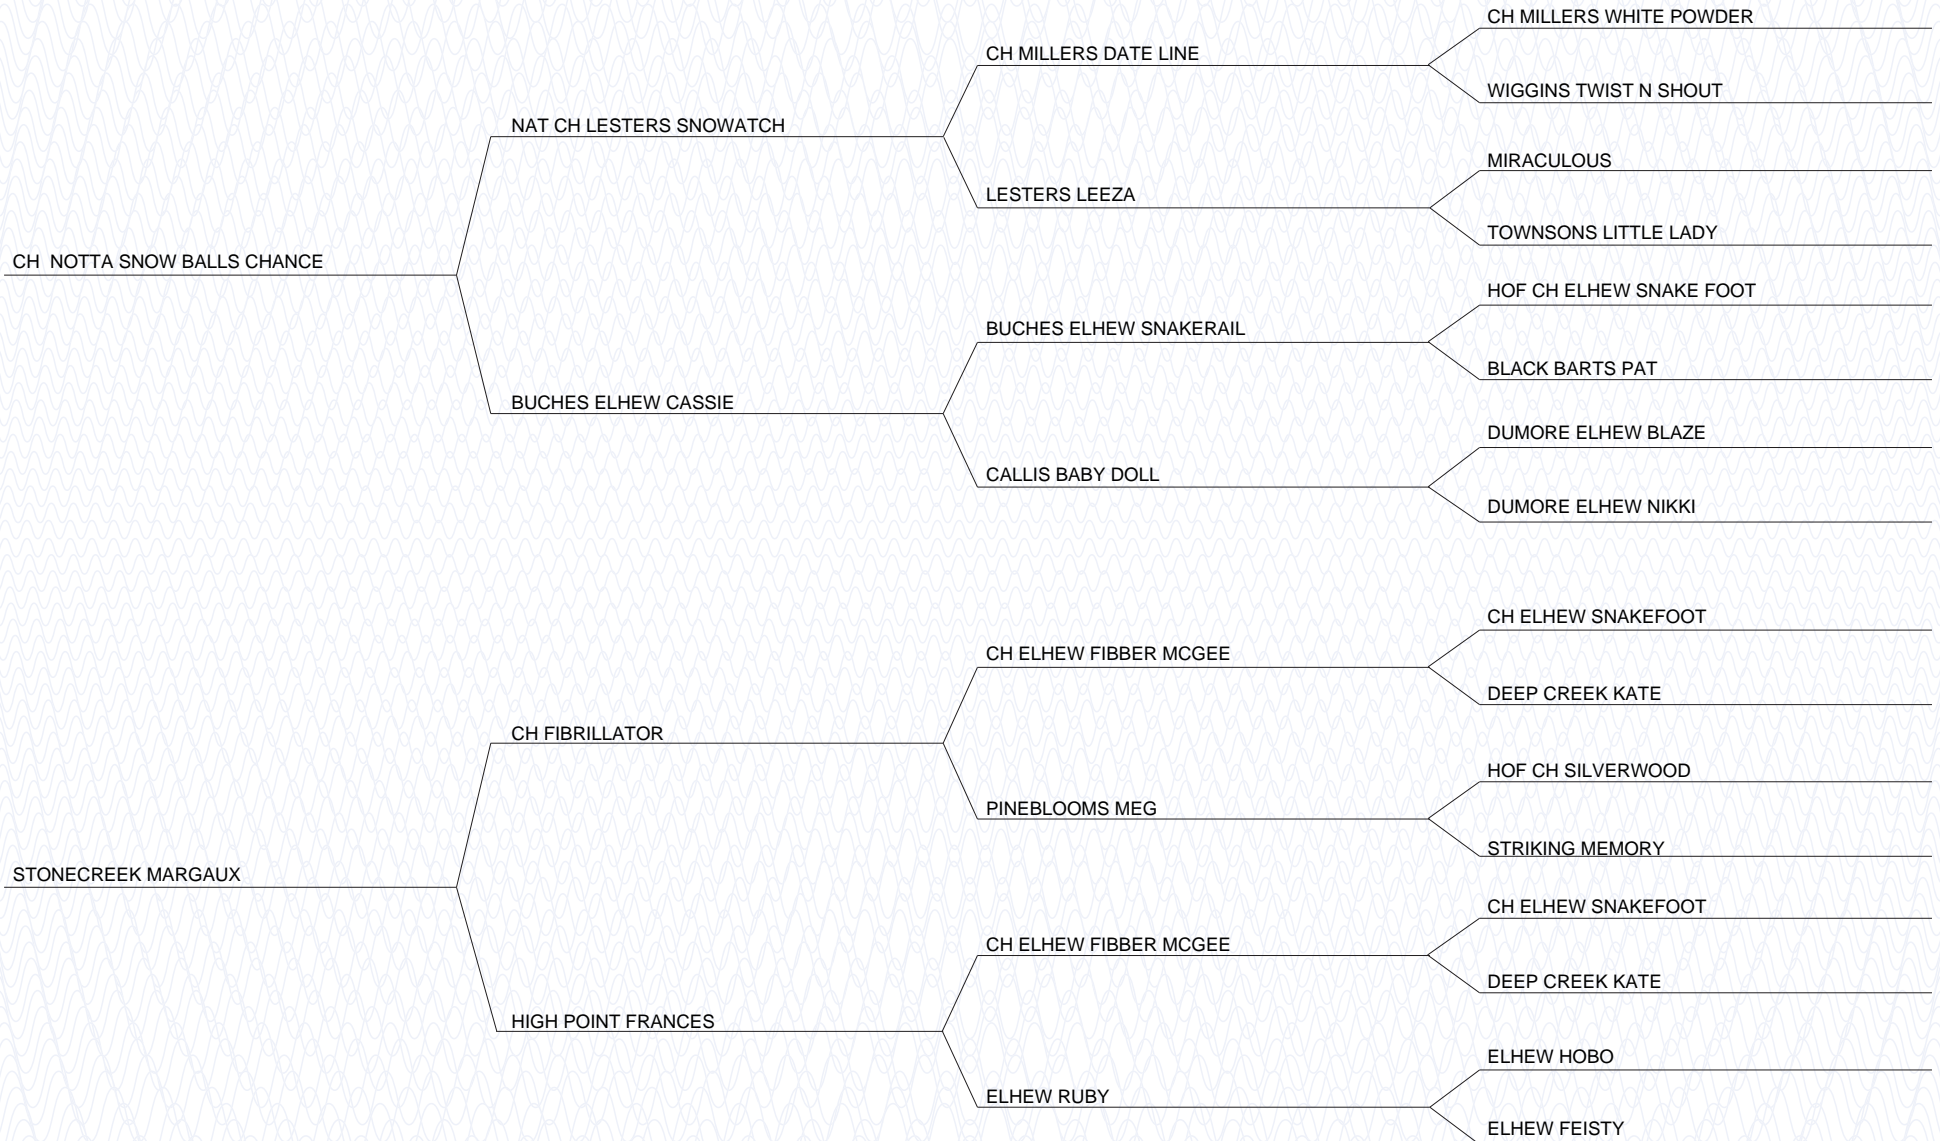 CH MILLERS WHITE POWDER
CH MILLERS DATE LINE
WIGGINS TWIST N SHOUT
NAT CH LESTERS SNOWATCH
MIRACULOUS
LESTERS LEEZA
TOWNSONS LITTLE LADY
CH  NOTTA SNOW BALLS CHANCE
HOF CH ELHEW SNAKE FOOT
BUCHES ELHEW SNAKERAIL
BLACK BARTS PAT
BUCHES ELHEW CASSIE
DUMORE ELHEW BLAZE
CALLIS BABY DOLL
DUMORE ELHEW NIKKI
CH ELHEW SNAKEFOOT
CH ELHEW FIBBER MCGEE
DEEP CREEK KATE
CH FIBRILLATOR
HOF CH SILVERWOOD
PINEBLOOMS MEG
STRIKING MEMORY
STONECREEK MARGAUX
CH ELHEW SNAKEFOOT
CH ELHEW FIBBER MCGEE
DEEP CREEK KATE
HIGH POINT FRANCES
ELHEW HOBO
ELHEW RUBY
ELHEW FEISTY